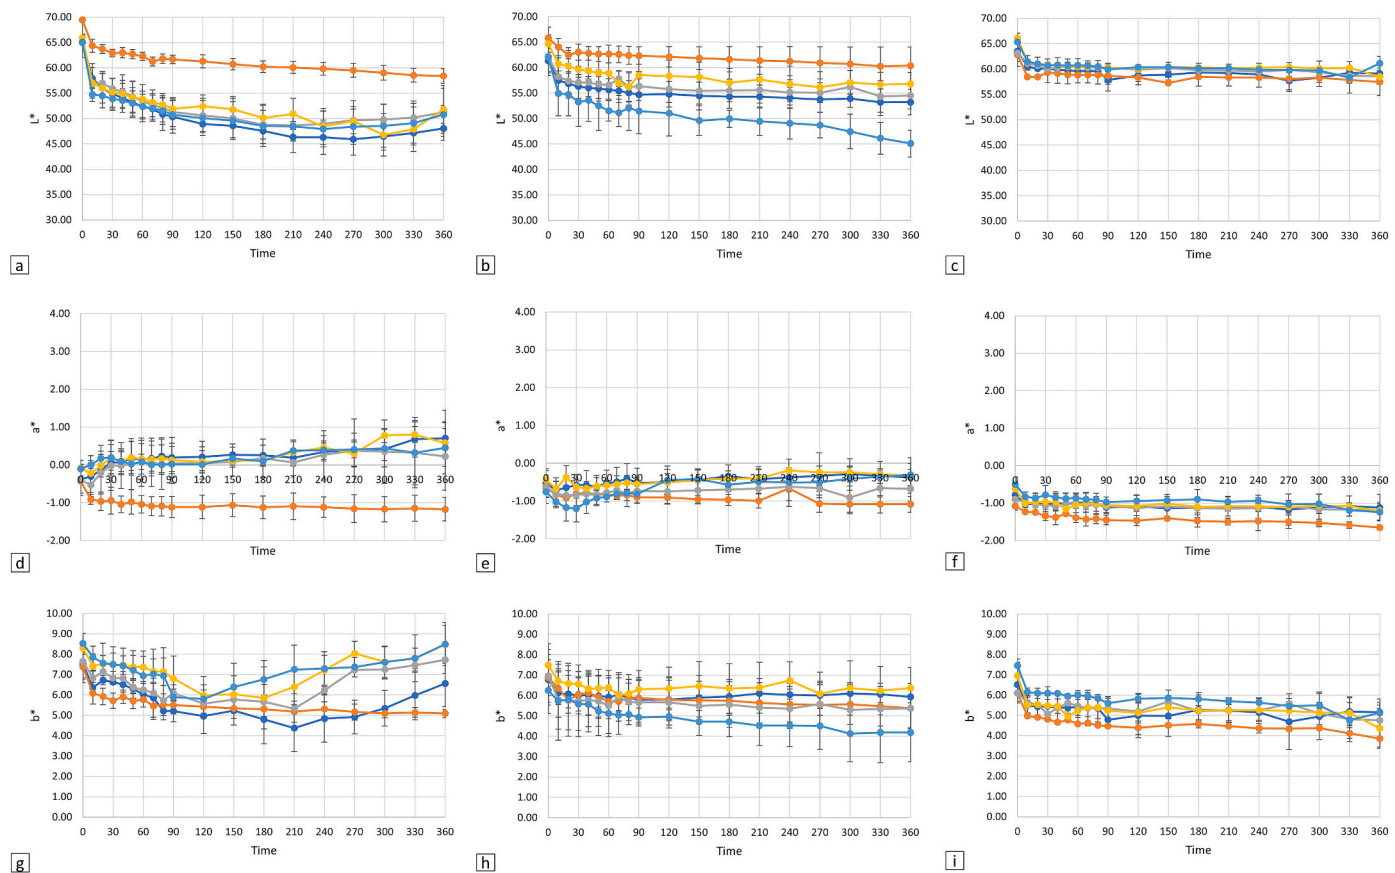 70.00 65.00 60.00 55.00 50.00 45.00 40.00 35.00 30.00
L*
0 30 60 90 120 150 180 210 240 270 300 330 360
Time
a
70.00 65.00 60.00 55.00 50.00 45.00 40.00 35.00 30.00
L*
0 30 60 90 120 150 180 210 240 270 300 330 360
Time
b
70.00 65.00 60.00 55.00 50.00 45.00 40.00 35.00 30.00
L*
0 30 60 90 120 150 180 210 240 270 300 330 360
Time
c
4.00 3.00 2.00 1.00 0.00 -1.00 -2.00
a*
0 30 60 90 120 150 180 210 240 270 300 330 360
Time
d
4.00 3.00 2.00 1.00 0.00 -1.00 -2.00
a*
0 30 60 90 120 150 180 210 240 270 300 330 360
Time
e
4.00 3.00 2.00 1.00 0.00 -1.00 -2.00
a*
0 30 60 90 120 150 180 210 240 270 300 330 360
Time
f
10.00 9.00 8.00 7.00 6.00 5.00 4.00 3.00 2.00 1.00 0.00
b*
0 30 60 90 120 150 180 210 240 270 300 330 360
Time
g
10.00 9.00 8.00 7.00 6.00 5.00 4.00 3.00 2.00 1.00 0.00
b*
0 30 60 90 120 150 180 210 240 270 300 330 360
Time
h
10.00 9.00 8.00 7.00 6.00 5.00 4.00 3.00 2.00 1.00 0.00
b*
0 30 60 90 120 150 180 210 240 270 300 330 360
Time
i